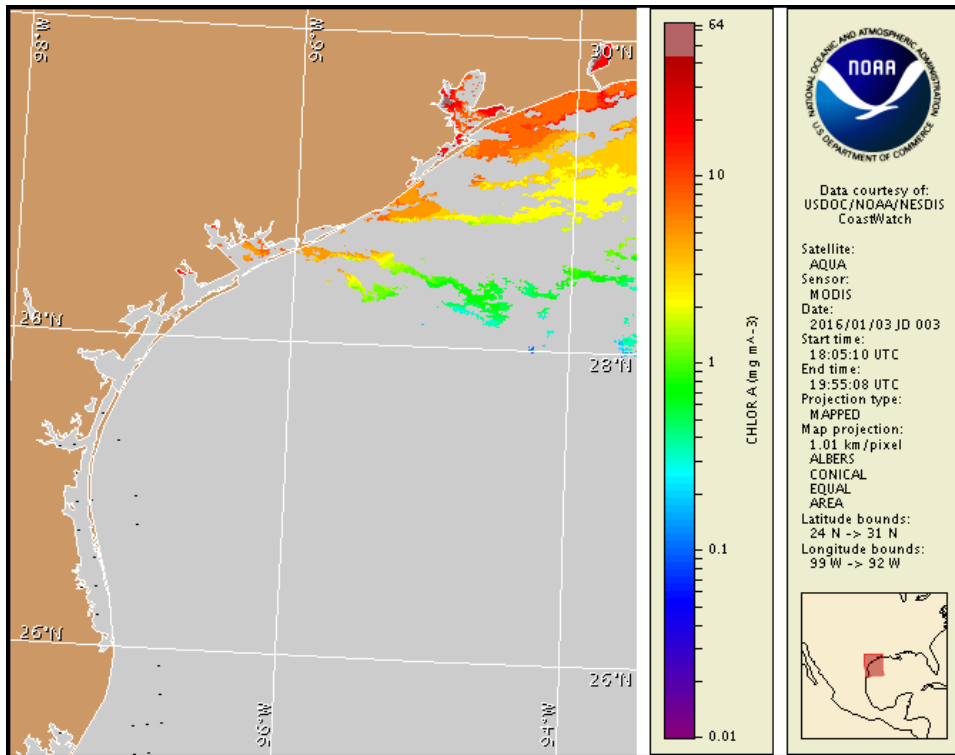 98°W
96°W
30°N
28°N
28°N
26°N
26°N
96°W
94°W
64
10
1
0.1
0.01
CHLOR A (mg m^-3)
NATIONAL OCEANIC AND ATMOSPHERIC ADMINISTRATION
NOAA
U.S. DEPARTMENT OF COMMERCE
Data courtesy of:
USDOC/NOAA/NESDIS
CoastWatch
Satellite:
AQUA
Sensor:
MODIS
Date:
2016/01/03 JD 003
Start time:
18:05:10 UTC
End time:
19:55:08 UTC
Projection type:
MAPPED
Map projection:
1.01 km/pixel
ALBERS
CONICAL
EQUAL
AREA
Latitude bounds:
24 N -> 31 N
Longitude bounds:
99 W -> 92 W